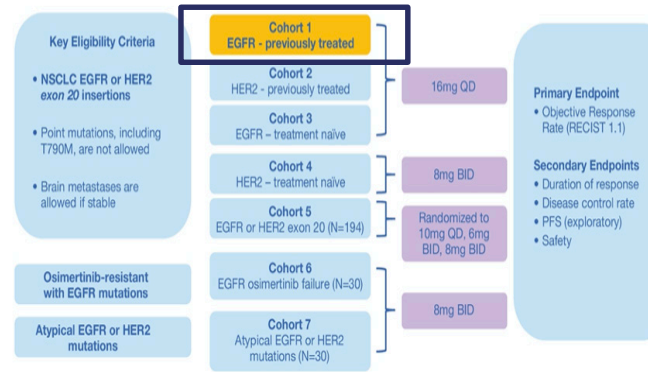 Key Eligibility Criteria
• NSCLC EGFR or HER2
exon 20 insertions
• Point mutations, including
T790M, are not allowed
• Brain metastases are
allowed if stable
Osimertinib-resistant
with EGFR mutations
Atypical EGFR or HER2
mutations
Cohort 1
EGFR - previously treated
Cohort 2
HER2 - previously treated
Cohort 3
EGFR – treatment naïve
Cohort 4
HER2 – treatment naïve
Cohort 5
EGFR or HER2 exon 20 (N=194)
Cohort 6
EGFR osimertinib failure (N=30)
Cohort 7
Atypical EGFR or HER2
mutations (N=30)
16mg QD
8mg BID
Randomized to
10mg QD, 6mg
BID, 8mg BID
8mg BID
Primary Endpoint
• Objective Response
Rate (RECIST 1.1)
Secondary Endpoints
• Duration of response
• Disease control rate
• PFS (exploratory)
• Safety